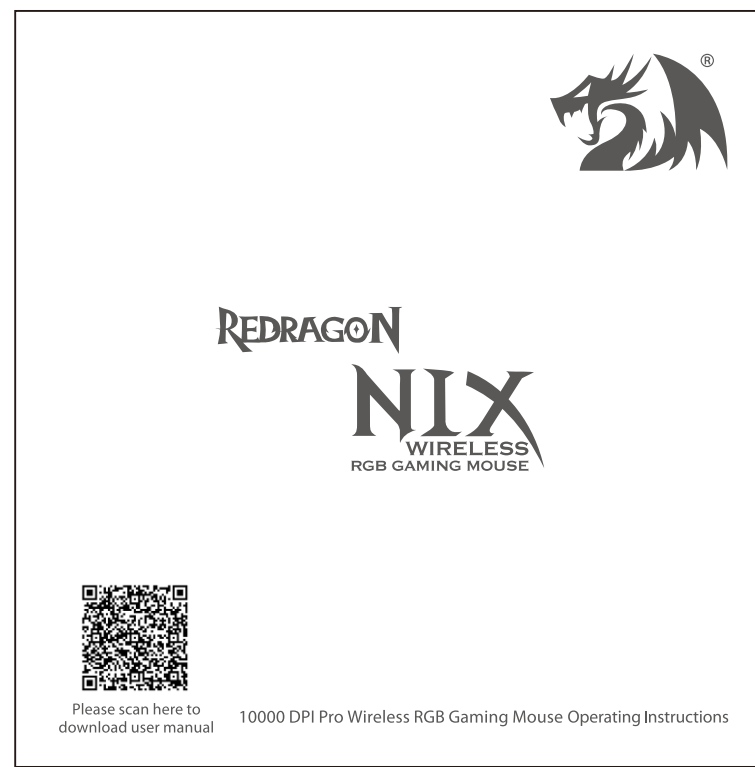 ®
REDRAGON
NIX
WIRELESS
RGB GAMING MOUSE
Please scan here to
download user manual
10000 DPI Pro Wireless RGB Gaming Mouse Operating Instructions